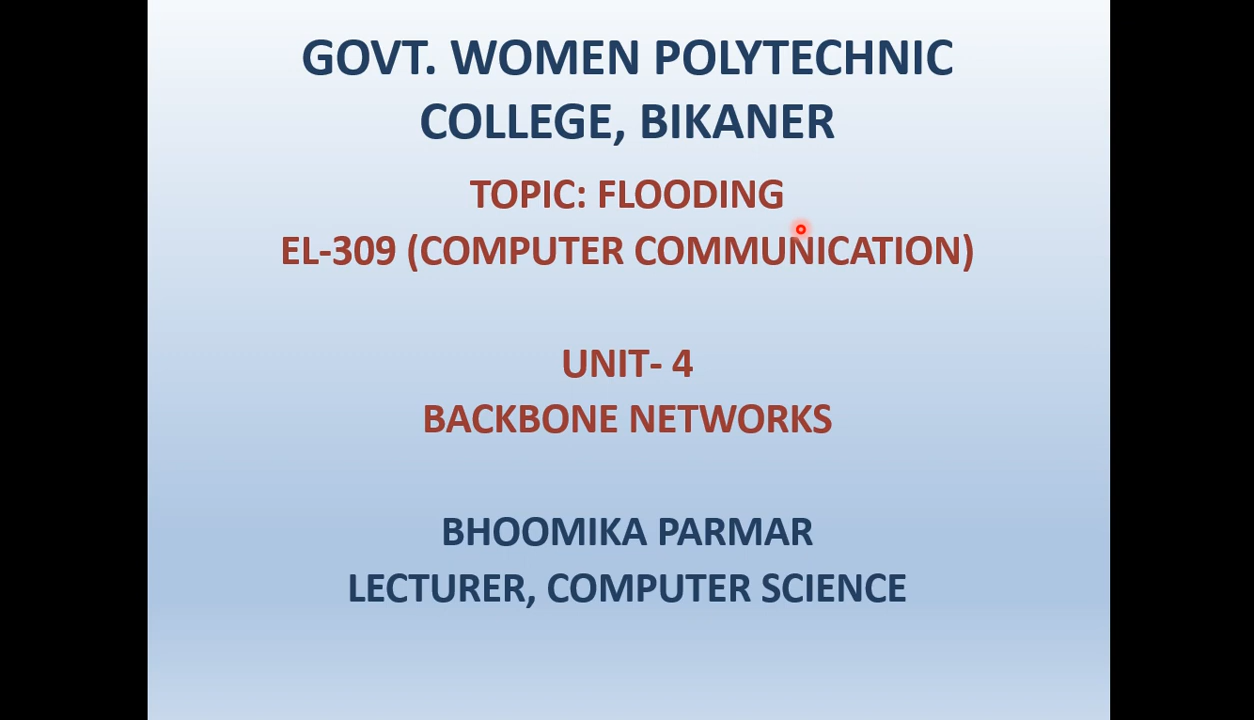 GOVT. WOMEN POLYTECHNIC
COLLEGE, BIKANER
TOPIC: FLOODING
EL-309 (COMPUTER COMMUNICATION)
UNIT- 4
BACKBONE NETWORKS
BHOOMIKA PARMAR
LECTURER, COMPUTER SCIENCE